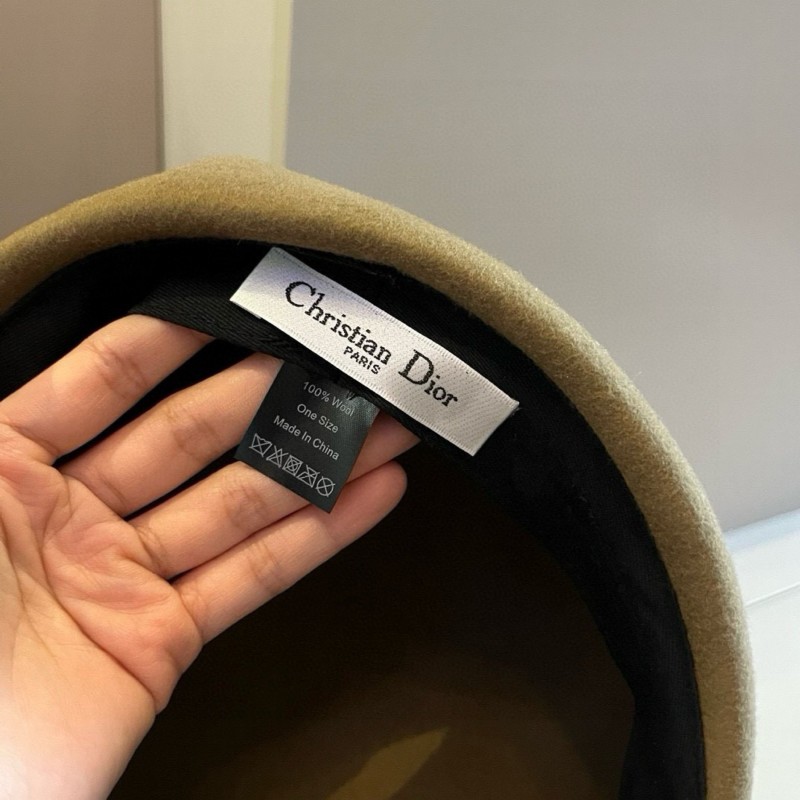 Christian Dior
PARIS
100% Wool
One Size
Made In China